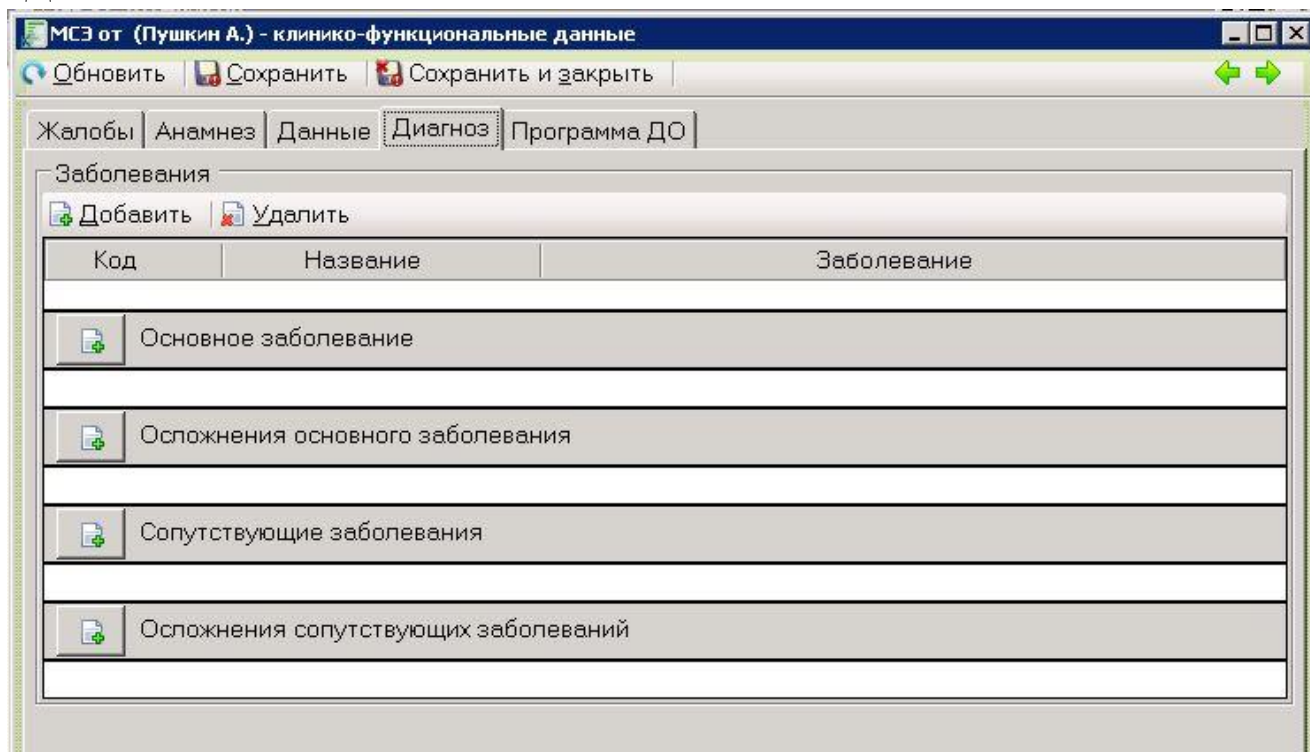 МСЭ от (Пушкин А.) - клинико-функциональные данные
Обновить Сохранить Сохранить и закрыть
Жалобы Анамнез Данные Диагноз Программа ДО
Заболевания
Добавить Удалить
Код Название Заболевание
Основное заболевание
Осложнения основного заболевания
Сопутствующие заболевания
Осложнения сопутствующих заболеваний